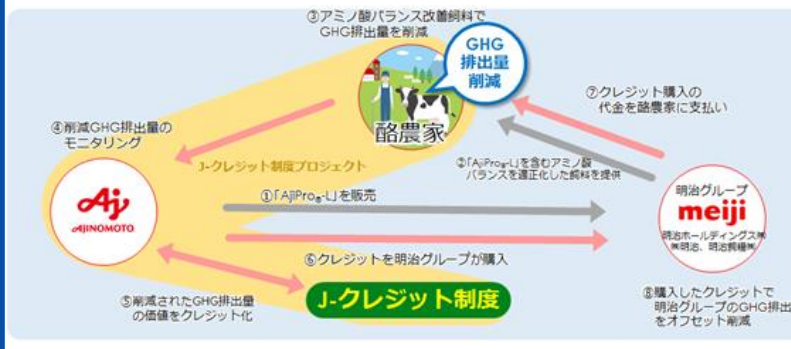 ③アミノ酸バランス改善飼料で
GHG排出量を削減
GHG
排出量
削減
酪農家
⑦クレジット購入の
代金を酪農家に支払い
④削減GHG排出量の
モニタリング
J-クレジット制度プロジェクト
②「AjiPro®-L」を含むアミノ酸
バランスを適正化した飼料を提供
①「AjiPro®-L」を販売
Aj
AJINOMOTO
明治グループ
meiji
明治ホールディングス㈱
㈱明治、明治飼糧㈱
⑥クレジットを明治グループが購入
⑤削減されたGHG排出量
の価値をクレジット化
J-クレジット制度
⑧購入したクレジットで
明治グループのGHG排出
をオフセット削減